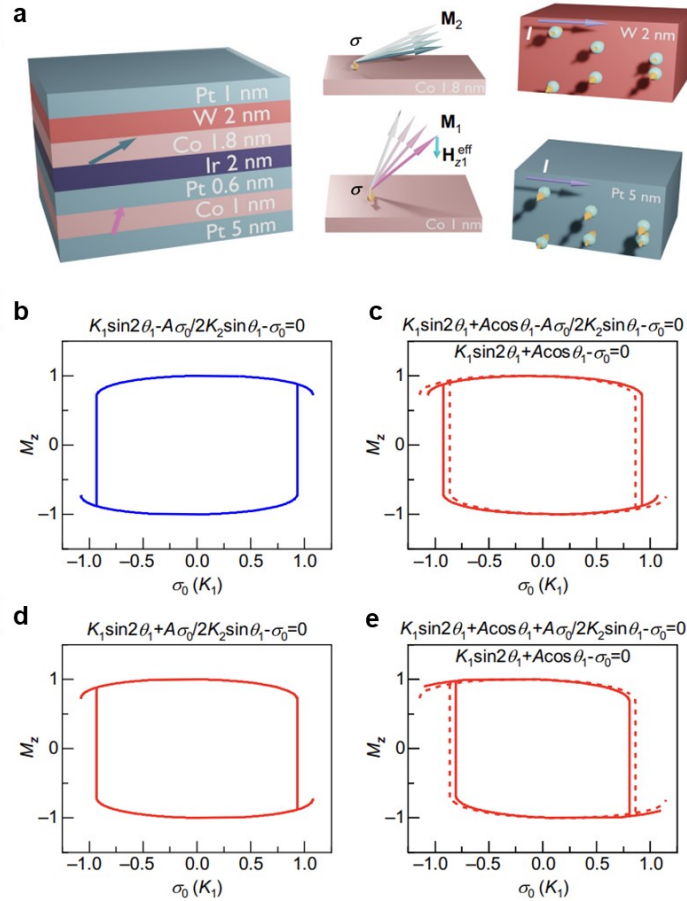 a
Pt 1 nm
W 2 nm
Co 1.8 nm
Ir 2 nm
Pt 0.6 nm
Co 1 nm
Pt 5 nm
σ
M₂
Co 1.8 nm
M₁
H_z1^eff
σ
Co 1 nm
I
W 2 nm
I
Pt 5 nm
b
K₁sin2θ₁-Aσ₀/2K₂sinθ₁-σ₀=0
M_z
1
0
−1
−1.0 −0.5 0.0 0.5 1.0
σ₀ (K₁)
c
K₁sin2θ₁+Acosθ₁-Aσ₀/2K₂sinθ₁-σ₀=0
K₁sin2θ₁+Acosθ₁-σ₀=0
M_z
1
0
−1
−1.0 −0.5 0.0 0.5 1.0
σ₀ (K₁)
d
K₁sin2θ₁+Aσ₀/2K₂sinθ₁-σ₀=0
M_z
1
0
−1
−1.0 −0.5 0.0 0.5 1.0
σ₀ (K₁)
e
K₁sin2θ₁+Acosθ₁+Aσ₀/2K₂sinθ₁-σ₀=0
K₁sin2θ₁+Acosθ₁-σ₀=0
M_z
1
0
−1
−1.0 −0.5 0.0 0.5 1.0
σ₀ (K₁)